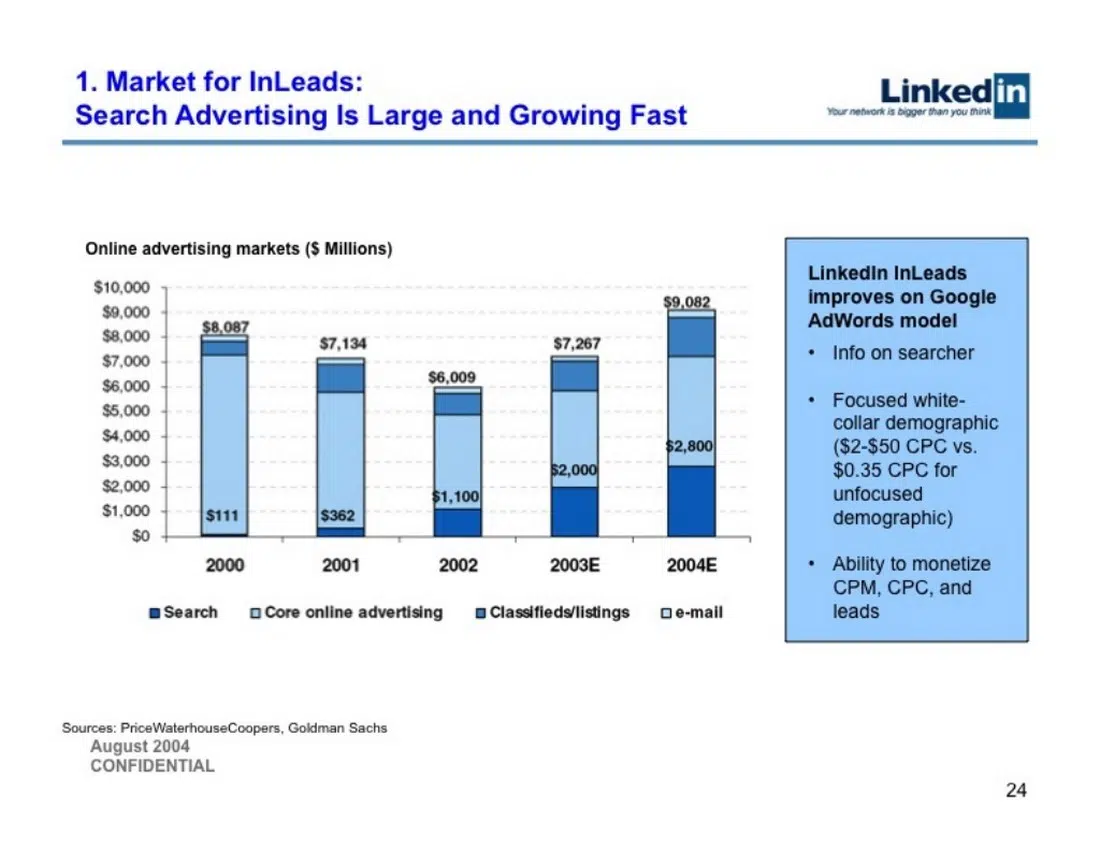 1. Market for InLeads:
Search Advertising Is Large and Growing Fast
Linkedin
Your network is bigger than you think
Online advertising markets ($ Millions)
$10,000
$9,000
$8,000
$7,000
$6,000
$5,000
$4,000
$3,000
$2,000
$1,000
$0
$8,087
$7,134
$6,009
$7,267
$9,082
$111
$362
$1,100
$2,000
$2,800
2000 2001 2002 2003E 2004E
Search Core online advertising Classifieds/listings e-mail
LinkedIn InLeads
improves on Google
AdWords model
• Info on searcher
• Focused white-
collar demographic
($2-$50 CPC vs.
$0.35 CPC for
unfocused
demographic)
• Ability to monetize
CPM, CPC, and
leads
Sources: PriceWaterhouseCoopers, Goldman Sachs
August 2004
CONFIDENTIAL
24